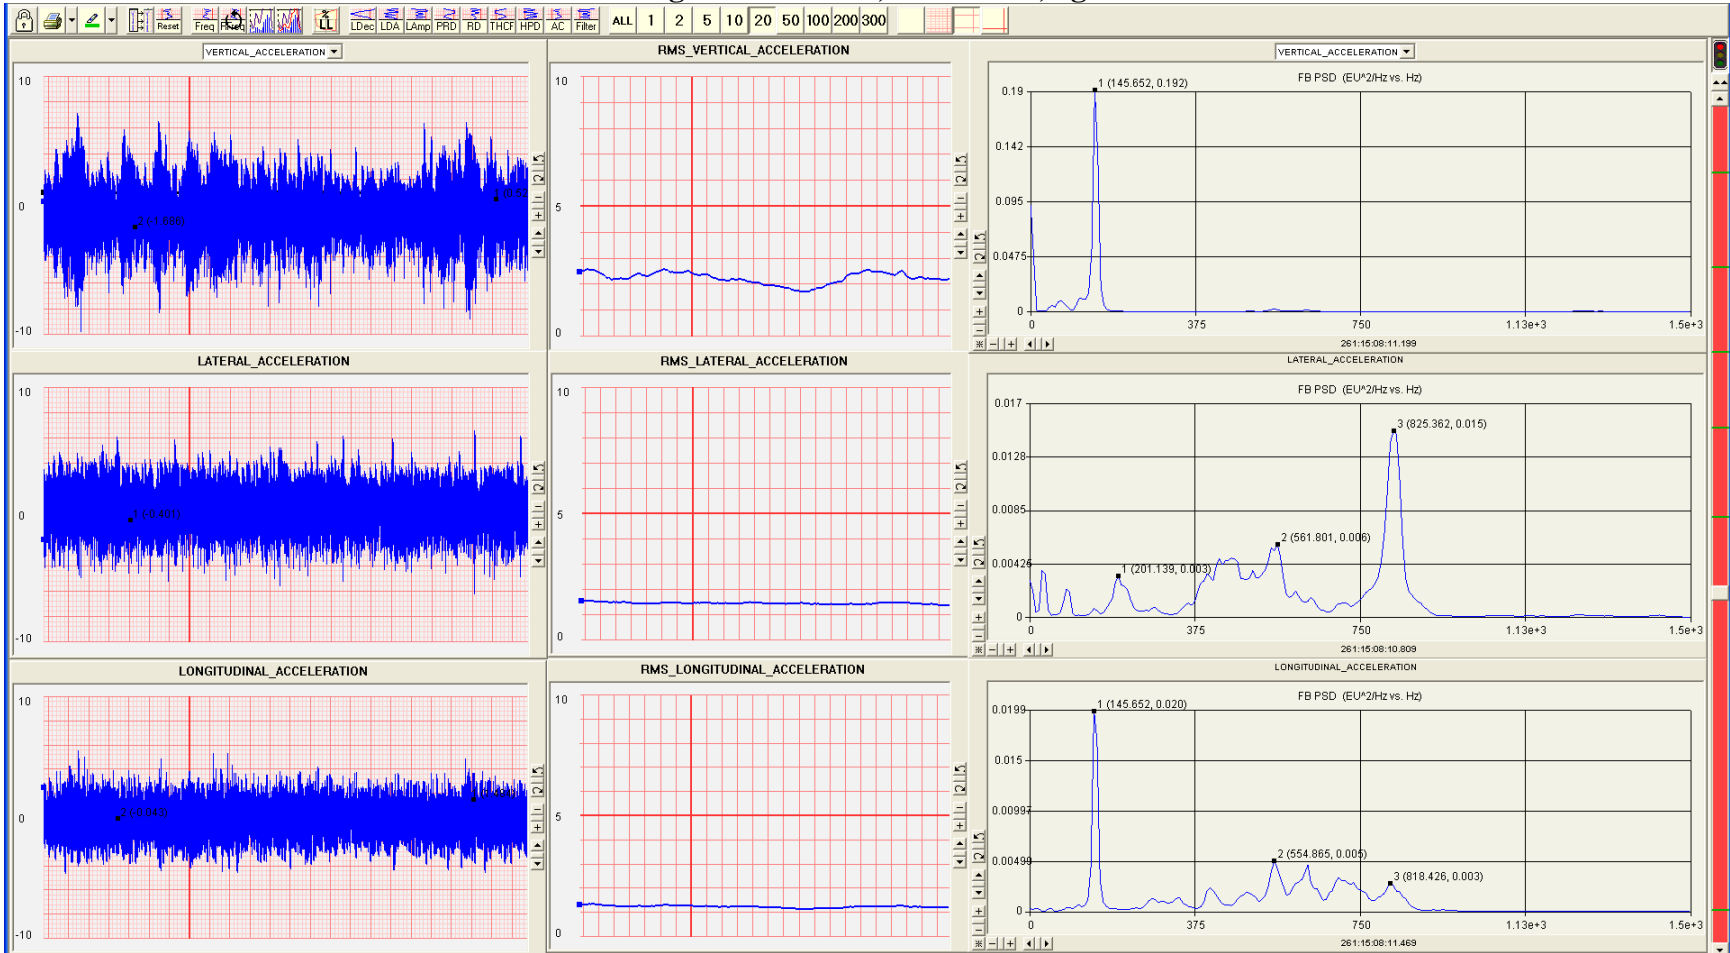 Reset Freq LL LDec LDA LAmp PRD RD THCF HPD AC Filter ALL 1 2 5 10 20 50 100 200 300
VERTICAL_ACCELERATION
RMS_VERTICAL_ACCELERATION
VERTICAL_ACCELERATION
10
0
-10
2 (-1.686)
10
5
0
FB PSD (EU^2/Hz vs. Hz)
1 (145.652, 0.192)
0.19
0.142
0.095
0.0475
0
0 375 750 1.13e+3 1.5e+3
261:15:08:11.199
LATERAL_ACCELERATION
RMS_LATERAL_ACCELERATION
LATERAL_ACCELERATION
10
0
-10
1 (-0.401)
10
5
0
FB PSD (EU^2/Hz vs. Hz)
3 (825.362, 0.015)
2 (561.801, 0.006)
1 (201.139, 0.003)
0.017
0.0128
0.0085
0.00425
0
0 375 750 1.13e+3 1.5e+3
261:15:08:10.809
LONGITUDINAL_ACCELERATION
RMS_LONGITUDINAL_ACCELERATION
LONGITUDINAL_ACCELERATION
10
0
-10
2 (-0.043)
10
5
0
FB PSD (EU^2/Hz vs. Hz)
1 (145.652, 0.020)
2 (554.865, 0.005)
3 (818.426, 0.003)
0.0199
0.015
0.00997
0.00499
0
0 375 750 1.13e+3 1.5e+3
261:15:08:11.469